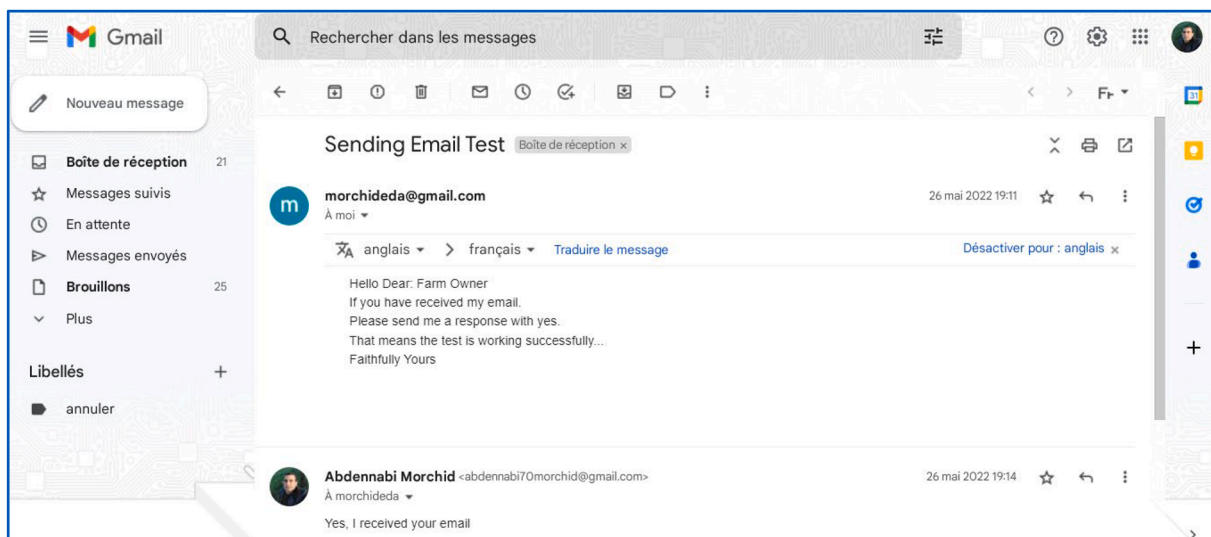 Gmail
Rechercher dans les messages
Nouveau message
Boîte de réception 21
Messages suivis
En attente
Messages envoyés
Brouillons 25
Plus
Libellés
annuler
31
Sending Email Test Boîte de réception ×
m
morchideda@gmail.com 26 mai 2022 19:11
À moi
anglais > français Traduire le message Désactiver pour : anglais ×
Hello Dear: Farm Owner
If you have received my email.
Please send me a response with yes.
That means the test is working successfully...
Faithfully Yours
Abdennabi Morchid <abdennabi70morchid@gmail.com> 26 mai 2022 19:14
À morchideda
Yes, I received your email